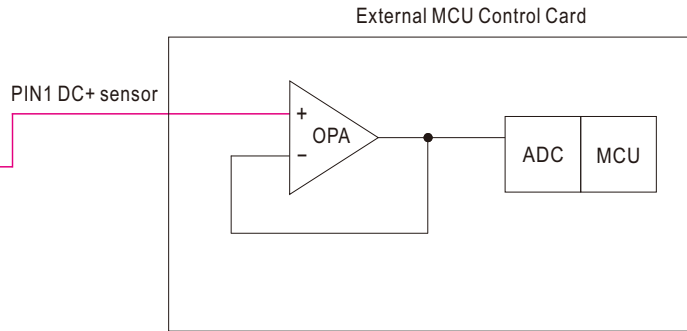 External MCU Control Card
PIN1 DC+ sensor
+
OPA
−
ADC
MCU